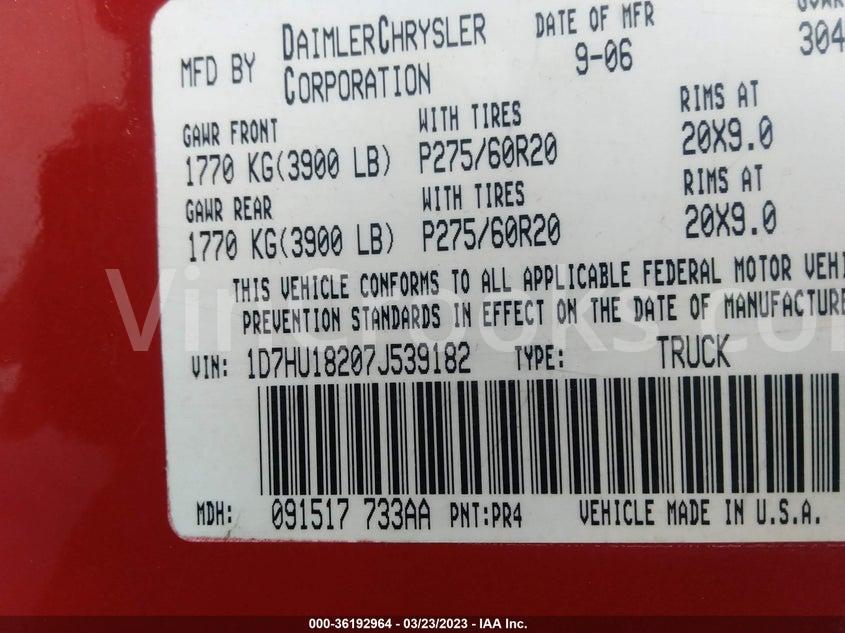 MFD BY DAIMLERCHRYSLER CORPORATION
DATE OF MFR
9-06
304
GAWR FRONT WITH TIRES RIMS AT
1770 KG(3900 LB) P275/60R20 20X9.0
GAWR REAR WITH TIRES RIMS AT
1770 KG(3900 LB) P275/60R20 20X9.0
THIS VEHICLE CONFORMS TO ALL APPLICABLE FEDERAL MOTOR VEHI
PREVENTION STANDARDS IN EFFECT ON THE DATE OF MANUFACTURE
VIN: 1D7HU18207J539182 TYPE: TRUCK
MDH: 091517 733AA PNT:PR4 VEHICLE MADE IN U.S.A.
000-36192964 - 03/23/2023 - IAA Inc.